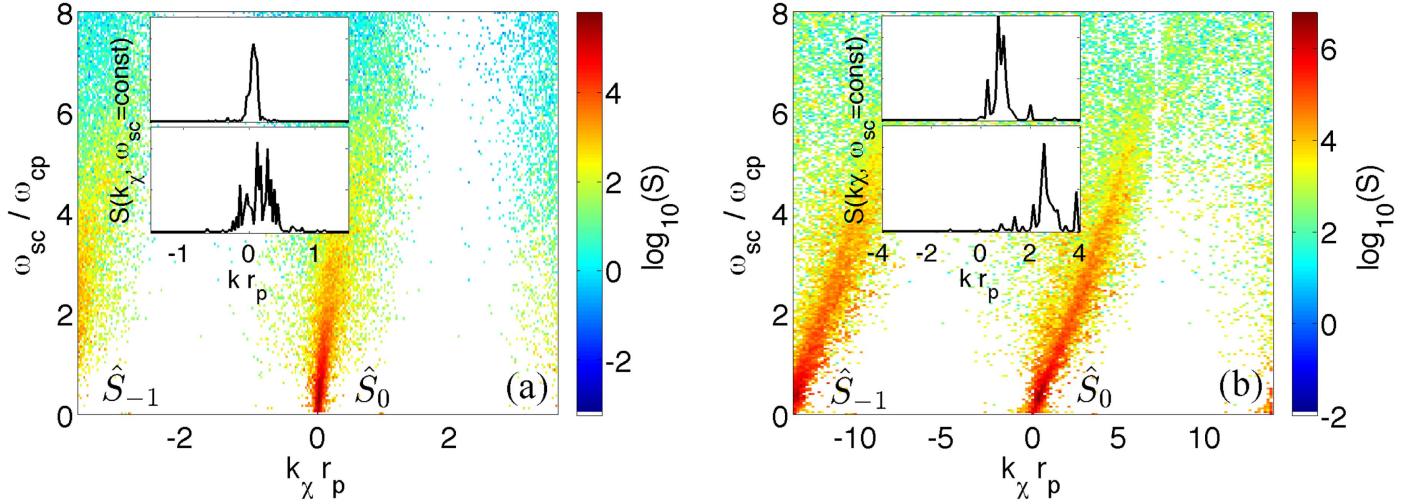 8
6
4
2
0
ω_sc / ω_cp
S(k_χ, ω_sc =const)
-1 0 1
k r_p
Ŝ_{-1}
Ŝ_0
(a)
-2 0 2
k_χ r_p
4
2
0
-2
log_10(S)
8
6
4
2
0
ω_sc / ω_cp
S(k_χ, ω_sc =const)
-4 -2 0 2 4
k r_p
Ŝ_{-1}
Ŝ_0
(b)
-10 -5 0 5 10
k_χ r_p
6
4
2
0
-2
log_10(S)